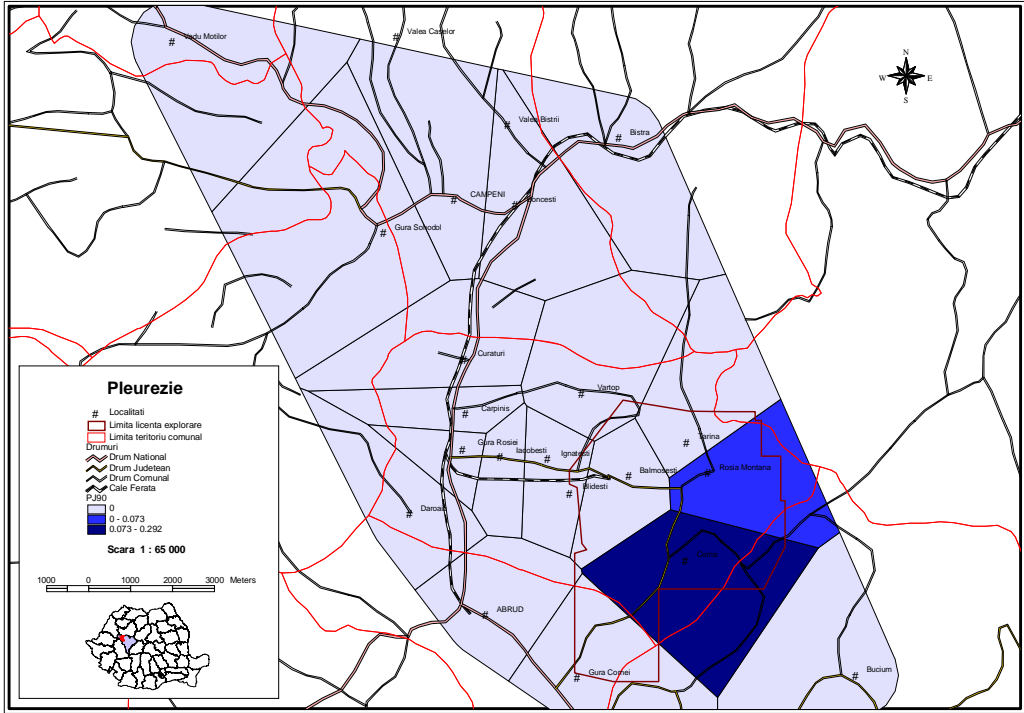 Vadu Motilor
Valea Caselor
N
W
E
S
Valea Bistrii
Bistra
CAMPENI
Boncesti
Gura Sohodol
Curaturi
Vartop
Carpinis
Gura Rosiei
Iacobesti
Ignatesti
Tarina
Balmosesti
Rosia Montana
Blidesti
Daroaia
ABRUD
Gura Cornei
Bucium
Pleurezie
# Localitati
Limita licenta explorare
Limita teritoriu comunal
Drumuri
Drum National
Drum Judetean
Drum Comunal
Cale Ferata
PJ90
0
0 - 0.073
0.073 - 0.292
Scara 1 : 65 000
1000 0 1000 2000 3000 Meters